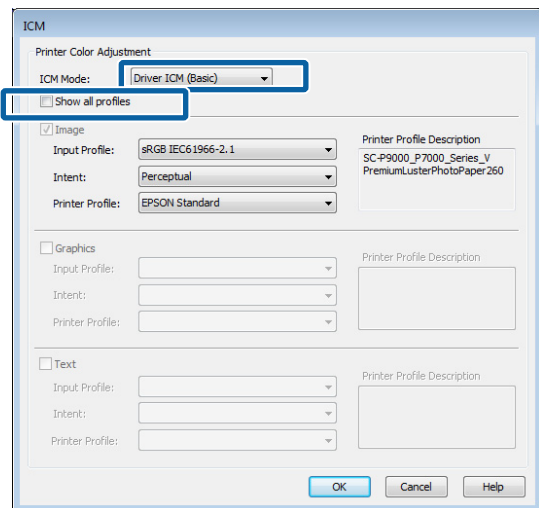 ICM
Printer Color Adjustment
ICM Mode: Driver ICM (Basic)
Show all profiles
Image
Input Profile: sRGB IEC61966-2.1
Intent: Perceptual
Printer Profile: EPSON Standard
Printer Profile Description
SC-P9000_P7000_Series_V
PremiumLusterPhotoPaper260
Graphics
Input Profile:
Intent:
Printer Profile:
Printer Profile Description
Text
Input Profile:
Intent:
Printer Profile:
Printer Profile Description
OK Cancel Help